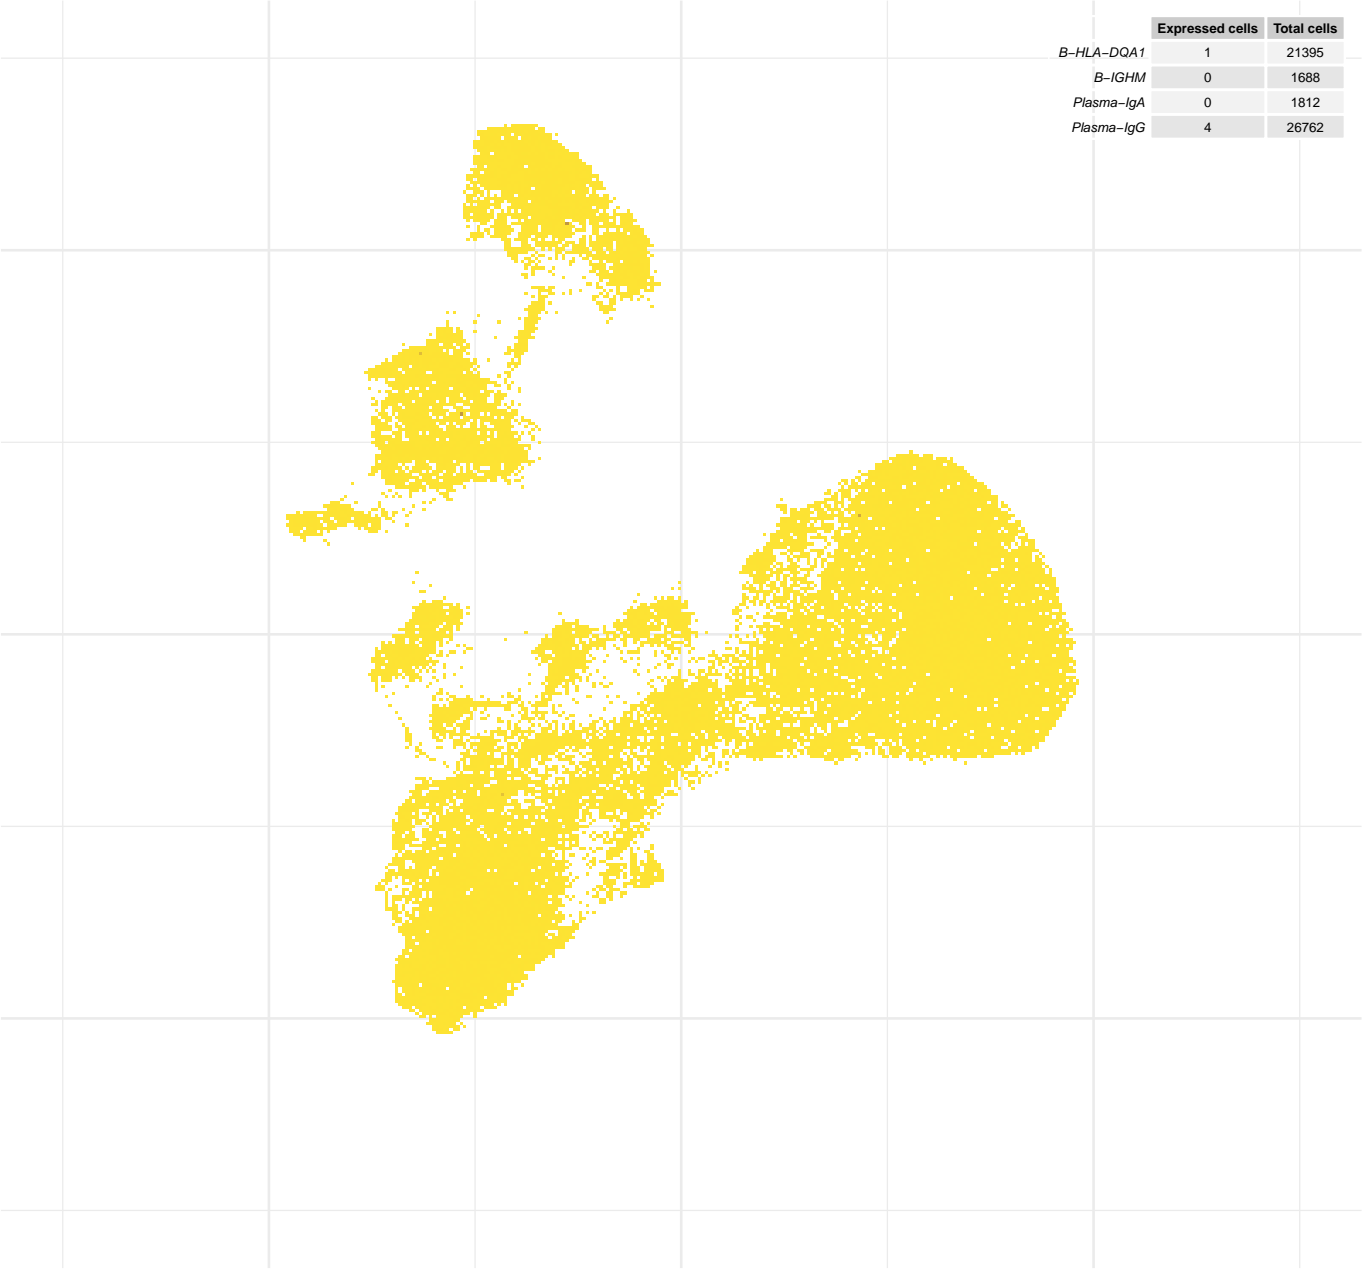 Expressed cells Total cells
B−HLA−DQA1 1 21395
B−IGHM 0 1688
Plasma−IgA 0 1812
Plasma−IgG 4 26762